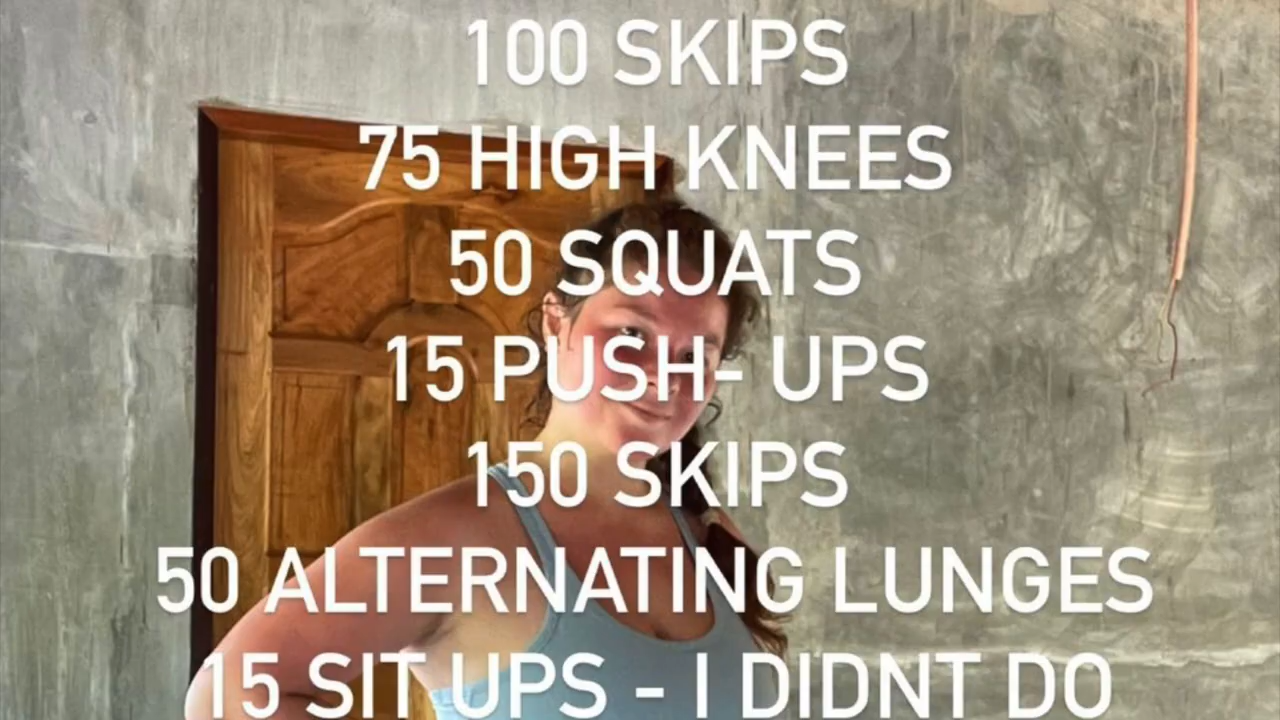 100 SKIPS
75 HIGH KNEES
50 SQUATS
15 PUSH- UPS
150 SKIPS
50 ALTERNATING LUNGES
15 SIT UPS - I DIDNT DO